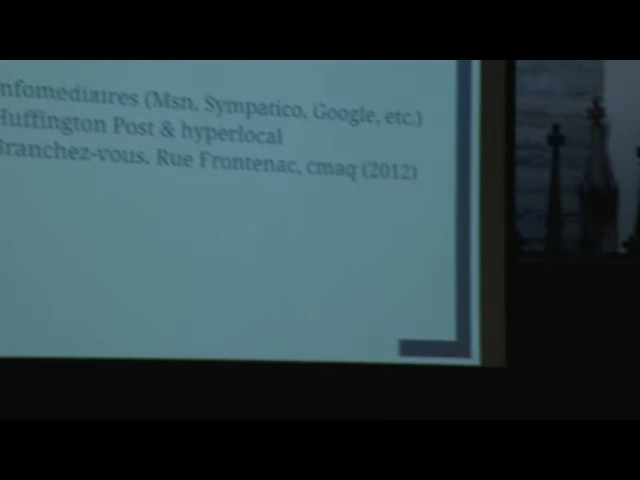 nfomédiaires (Msn, Sympatico, Google, etc.)
Huffington Post & hyperlocal
Branchez-vous, Rue Frontenac, cmaq (2012)